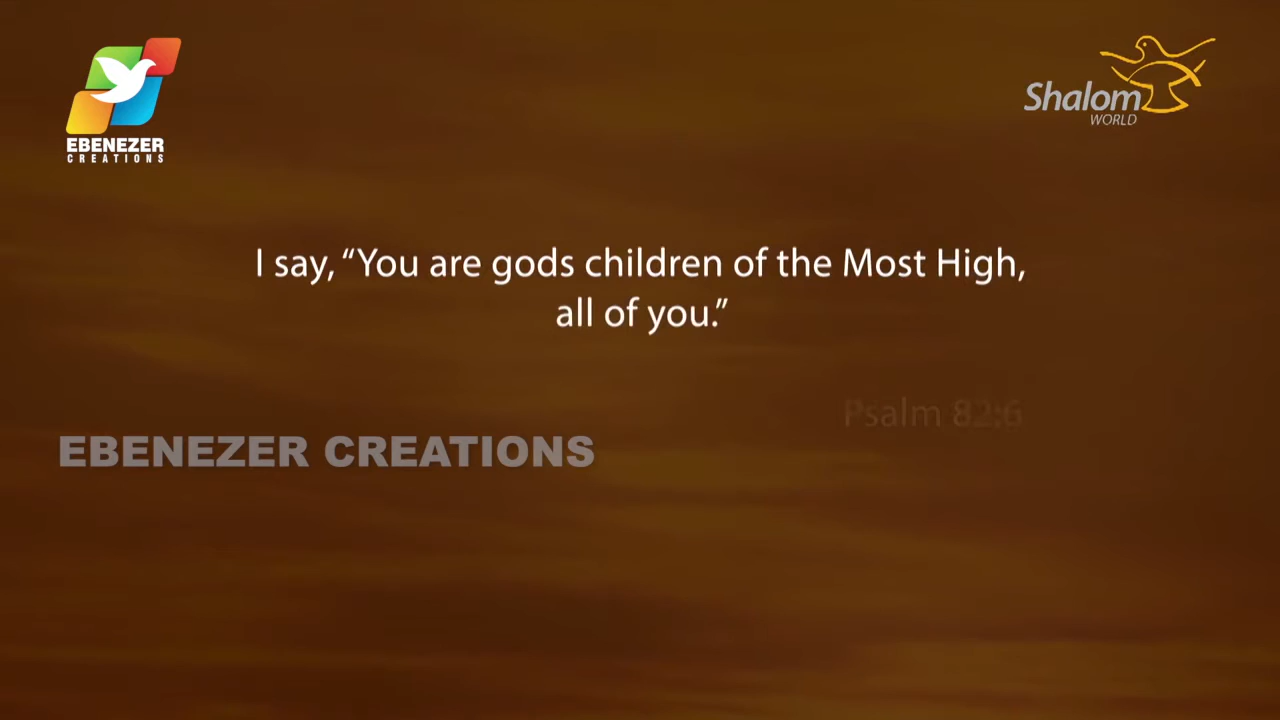 EBENEZER
CREATIONS
Shalom
WORLD
I say, “You are gods children of the Most High,
all of you.”
Psalm 82:6
EBENEZER CREATIONS